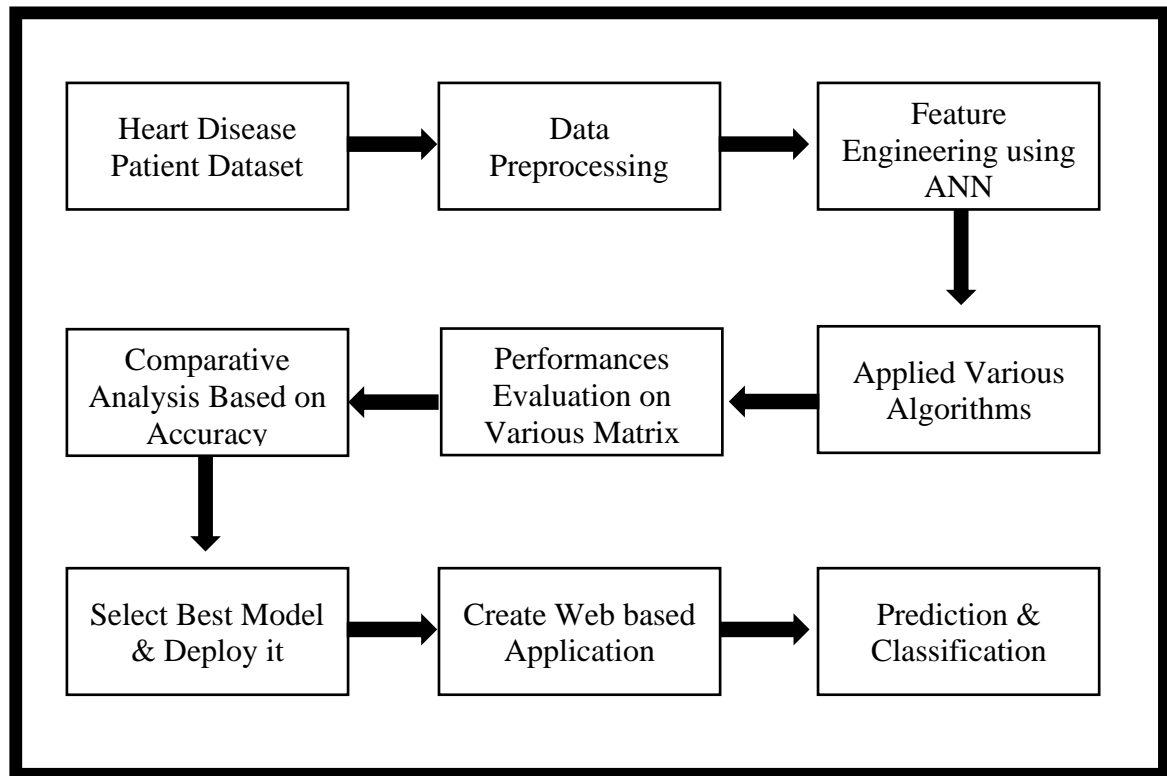 Heart Disease
Patient Dataset
Data
Preprocessing
Feature
Engineering using
ANN
Comparative
Analysis Based on
Accuracy
Performances
Evaluation on
Various Matrix
Applied Various
Algorithms
Select Best Model
& Deploy it
Create Web based
Application
Prediction &
Classification